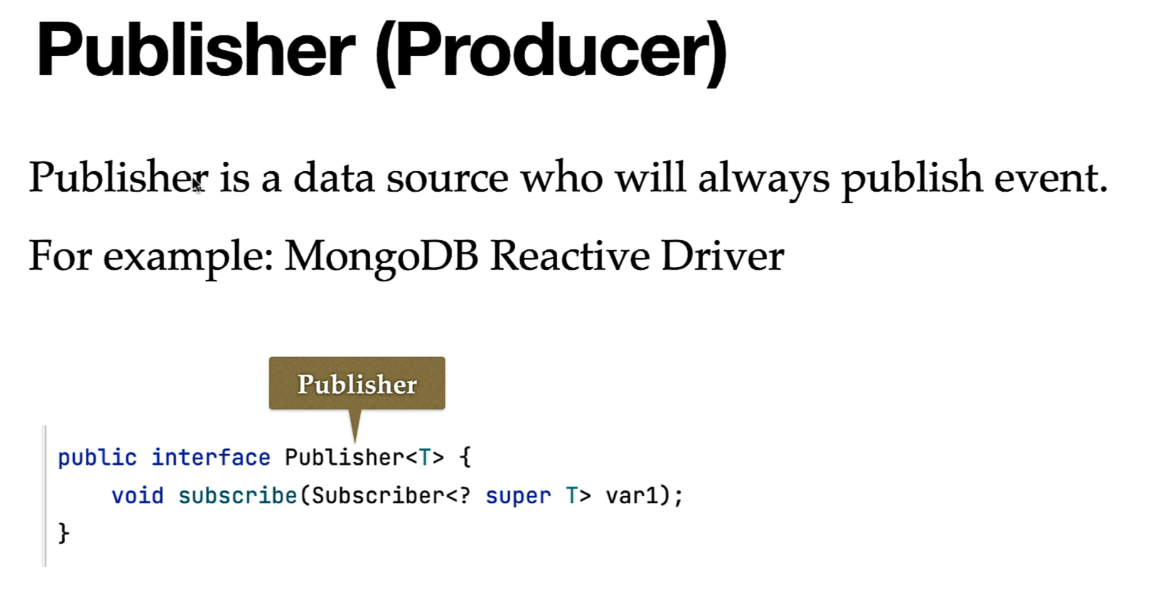 Publisher (Producer)
Publisher is a data source who will always publish event.
For example: MongoDB Reactive Driver
Publisher
public interface Publisher<T> {
    void subscribe(Subscriber<? super T> var1);
}